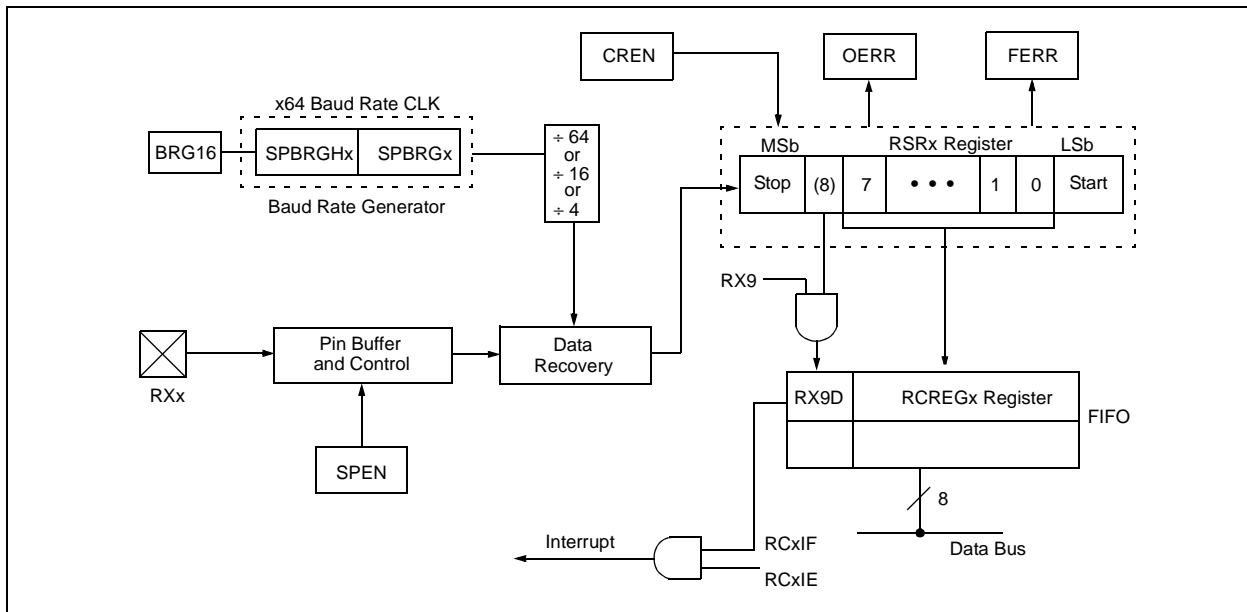 CREN
OERR
FERR
x64 Baud Rate CLK
BRG16
SPBRGHx
SPBRGx
Baud Rate Generator
÷ 64
or
÷ 16
or
÷ 4
MSb
RSRx Register
LSb
Stop
(8)
7
• • •
1
0
Start
RX9
RXx
Pin Buffer
and Control
SPEN
Data
Recovery
RX9D
RCREGx Register
FIFO
8
Data Bus
Interrupt
RCxIF
RCxIE